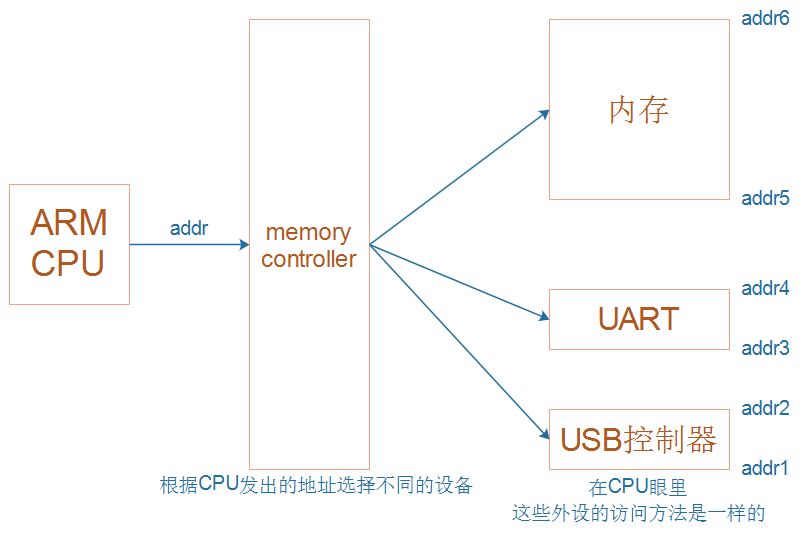 ARM
CPU
addr
memory
controller
根据CPU发出的地址选择不同的设备
内存
addr6
addr5
UART
addr4
addr3
USB控制器
addr2
addr1
在CPU眼里
这些外设的访问方法是一样的